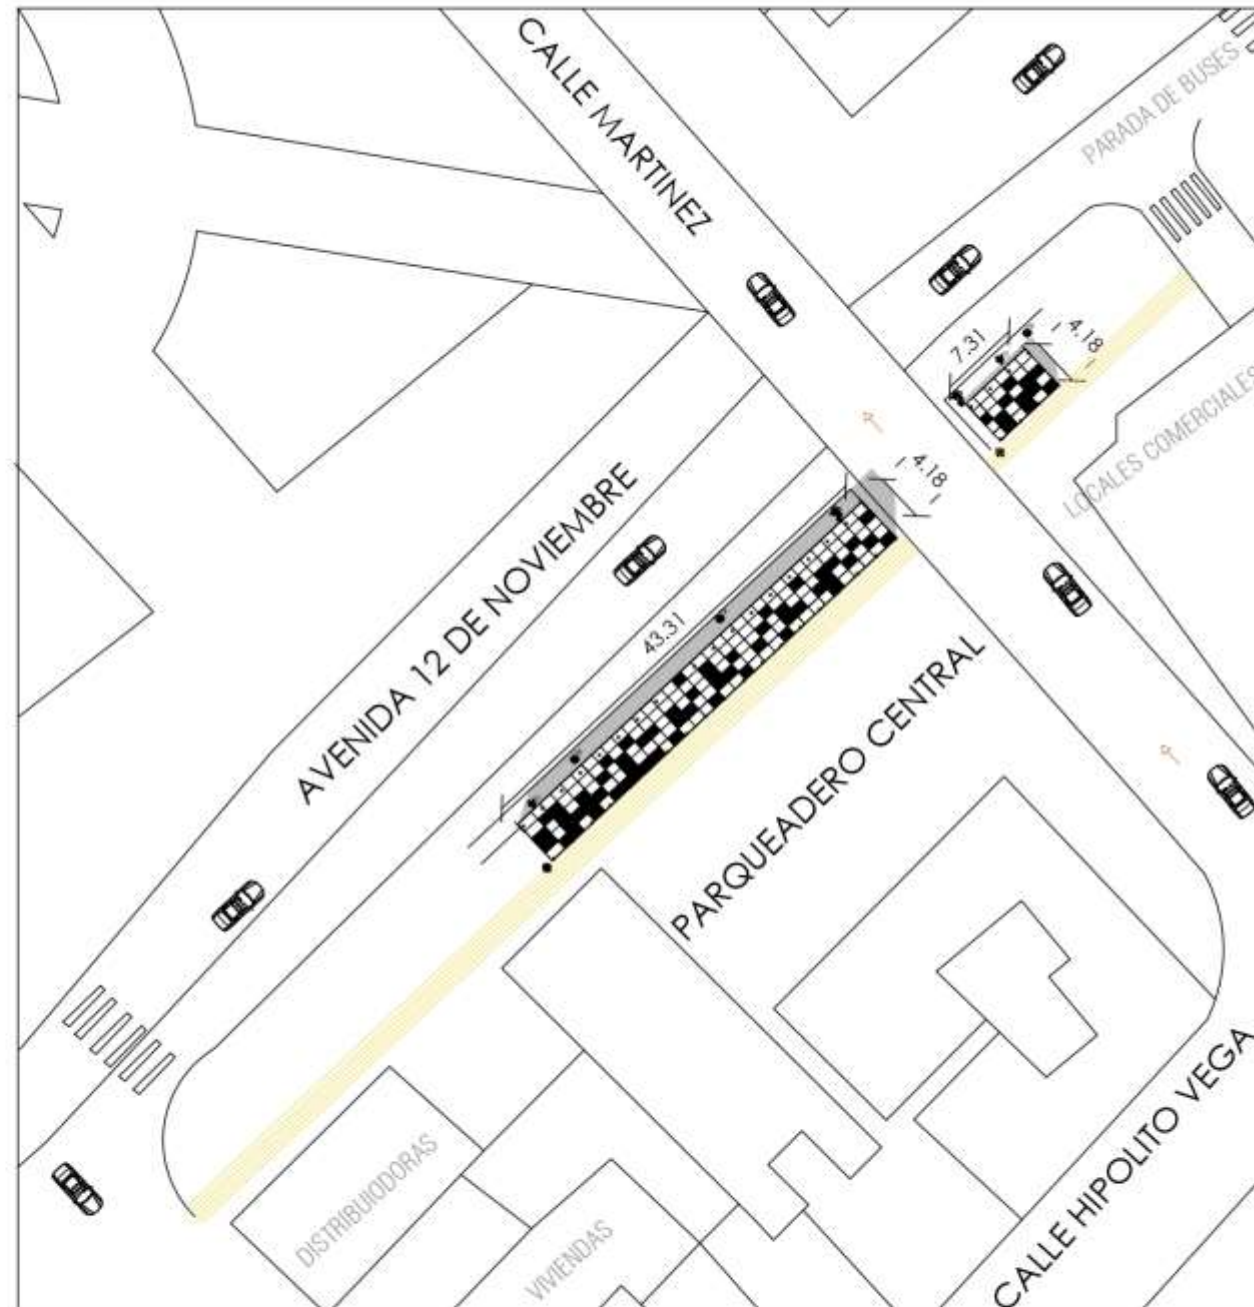 CALLE MARTINEZ
PARADA DE BUSES
7.31
4.18
LOCALES COMERCIALES
4.18
AVENIDA 12 DE NOVIEMBRE
43.31
PARQUEADERO CENTRAL
CALLE HIPOLITO VEGA
DISTRIBUIODORAS
VIVIENDAS